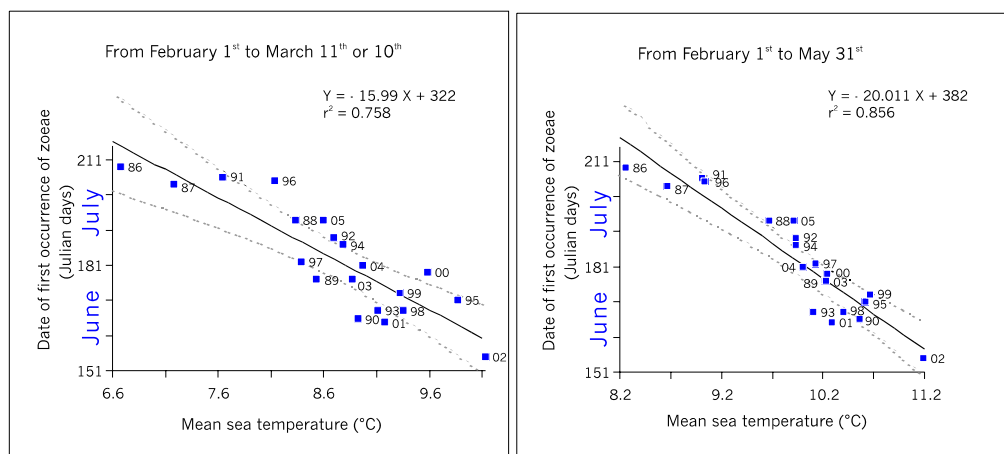 From February 1st to March 11th or 10th
Y = - 15.99 X + 322
r² = 0.758
Date of first occurrence of zoeae
(Julian days)
June July
211
181
151
86
87
91
96
88
05
92
94
97
04
89
03
00
99
95
90
93
98
01
02
6.6 7.6 8.6 9.6
Mean sea temperature (°C)
From February 1st to May 31st
Y = - 20.011 X + 382
r² = 0.856
Date of first occurrence of zoeae
(Julian days)
June July
211
181
151
86
87
91
96
88
05
92
94
97
04
00
89
03
99
95
93
98
01
90
02
8.2 9.2 10.2 11.2
Mean sea temperature (°C)